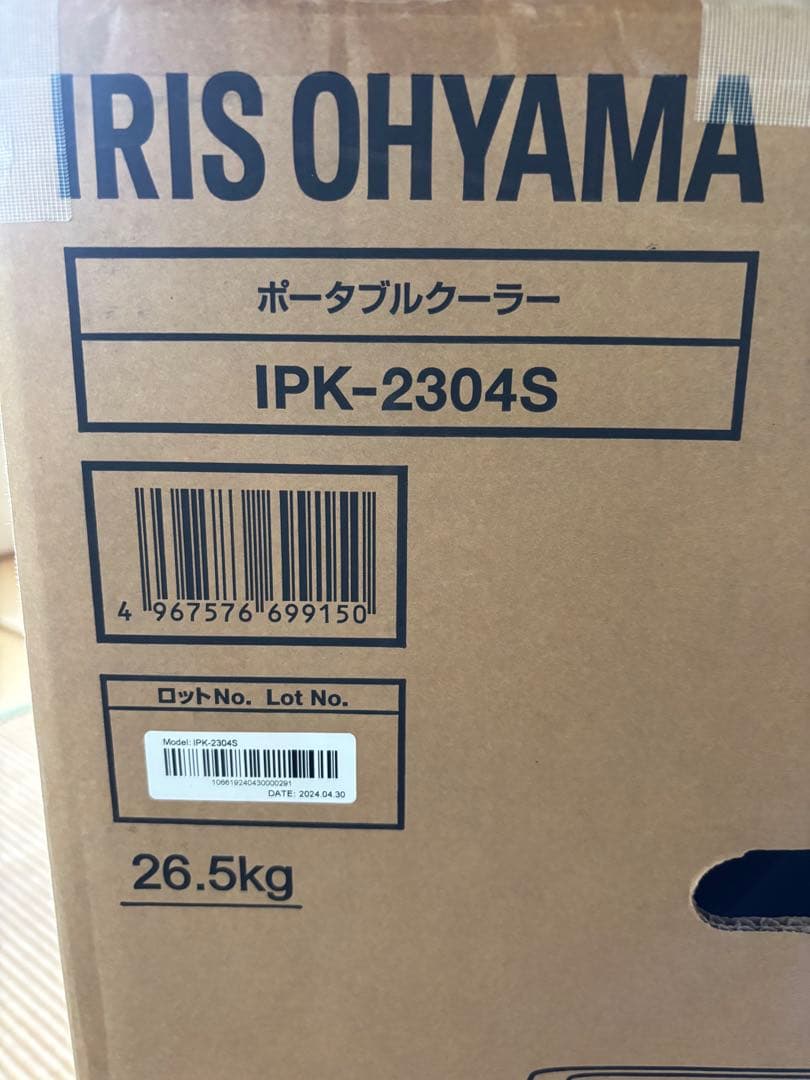 IRIS OHYAMA
ポータブルクーラー
IPK-2304S
4 967576 699150
ロットNo. Lot No.
Model: IPK-2304S
106619240430000291
DATE: 2024.04.30
26.5kg